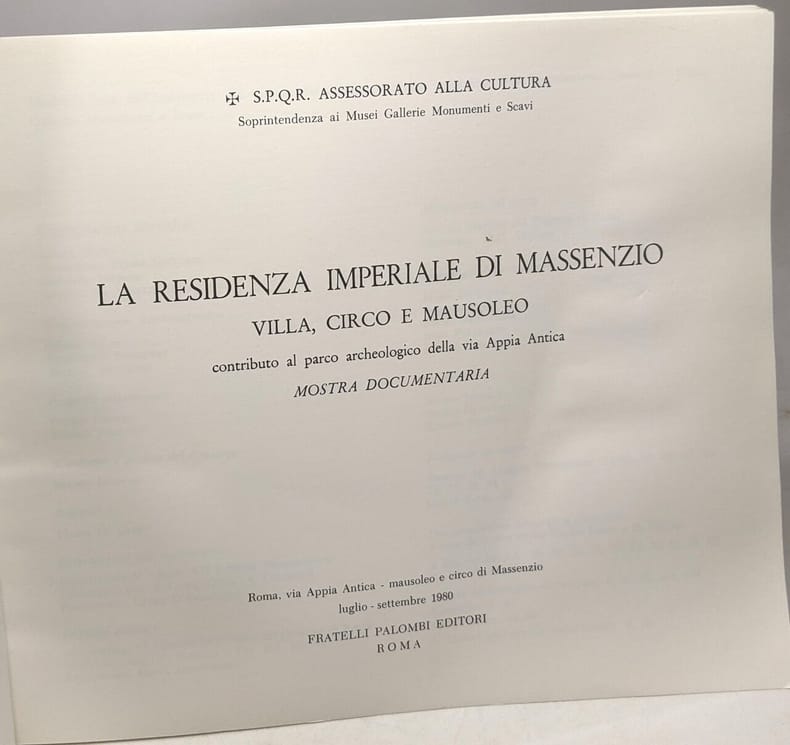 ✠ S.P.Q.R. ASSESSORATO ALLA CULTURA
Soprintendenza ai Musei Gallerie Monumenti e Scavi
LA RESIDENZA IMPERIALE DI MASSENZIO
VILLA, CIRCO E MAUSOLEO
contributo al parco archeologico della via Appia Antica
MOSTRA DOCUMENTARIA
Roma, via Appia Antica - mausoleo e circo di Massenzio
luglio - settembre 1980
FRATELLI PALOMBI EDITORI
ROMA